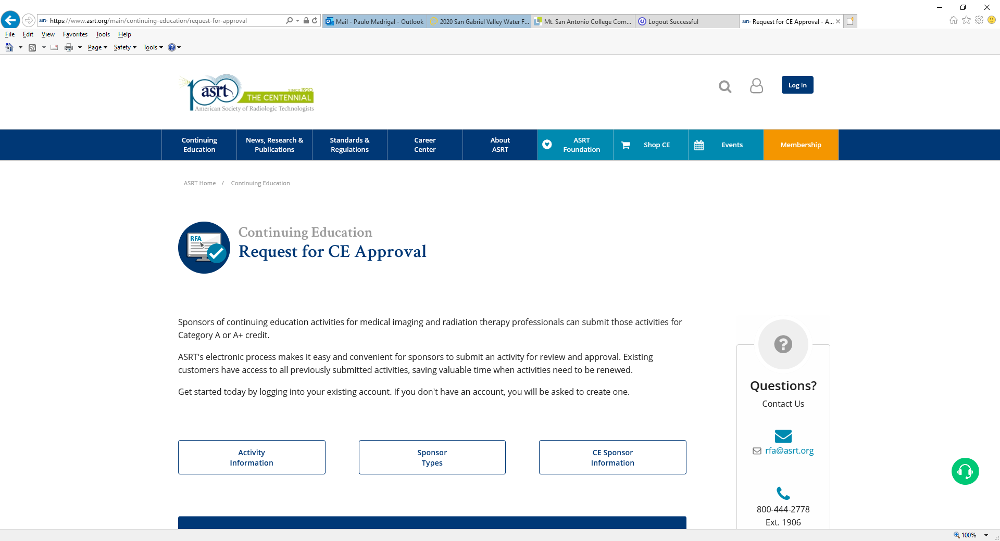 https://www.asrt.org/main/continuing-education/request-for-approval
Mail - Paulo Madrigal - Outlook
2020 San Gabriel Valley Water F...
Mt. San Antonio College Com...
Logout Successful
Request for CE Approval - A...
File Edit View Favorites Tools Help
Page Safety Tools
asrt
SINCE 1920
THE CENTENNIAL
American Society of Radiologic Technologists
Log In
Continuing
Education
News, Research &
Publications
Standards &
Regulations
Career
Center
About
ASRT
ASRT
Foundation
Shop CE
Events
Membership
ASRT Home / Continuing Education
RFA
Continuing Education
Request for CE Approval
Sponsors of continuing education activities for medical imaging and radiation therapy professionals can submit those activities for
Category A or A+ credit.
ASRT's electronic process makes it easy and convenient for sponsors to submit an activity for review and approval. Existing
customers have access to all previously submitted activities, saving valuable time when activities need to be renewed.
Get started today by logging into your existing account. If you don't have an account, you will be asked to create one.
Activity
Information
Sponsor
Types
CE Sponsor
Information
Questions?
Contact Us
rfa@asrt.org
800-444-2778
Ext. 1906
100%